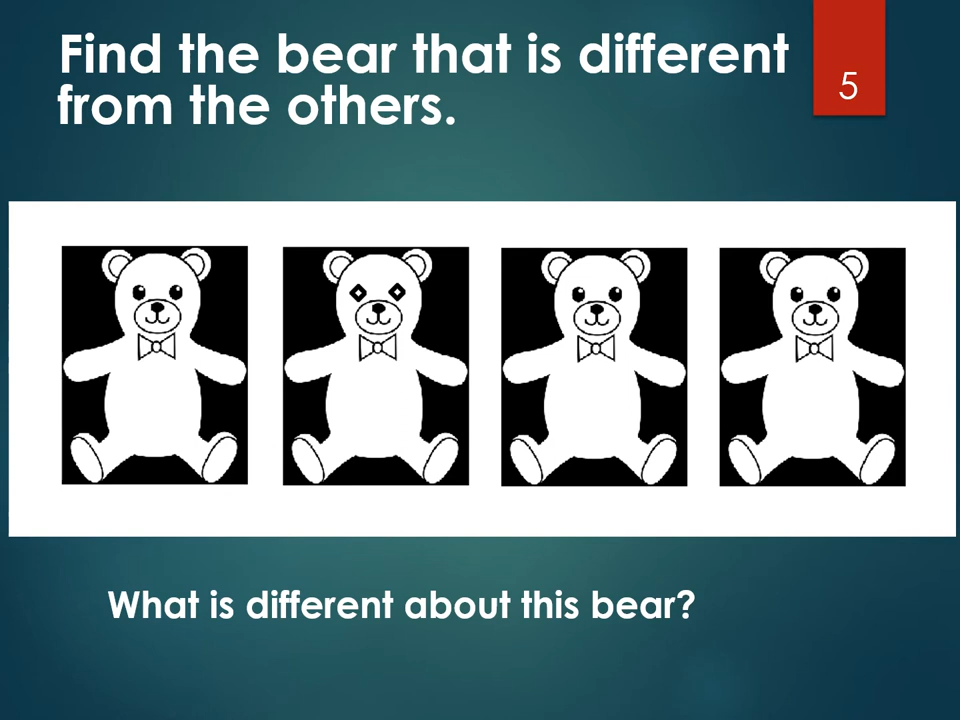 Find the bear that is different
from the others.
5
What is different about this bear?